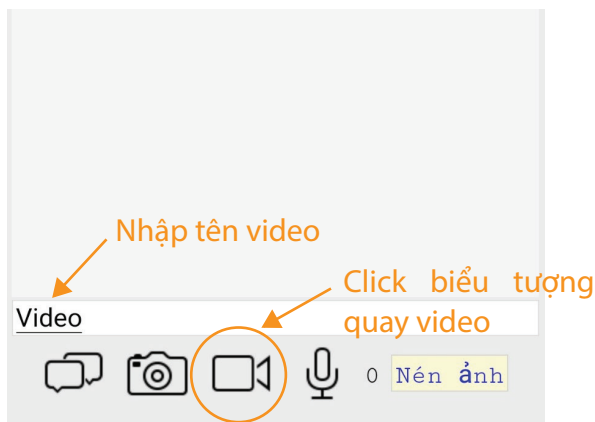 Nhập tên video
Click biểu tượng
quay video
Video
0 Nén ảnh